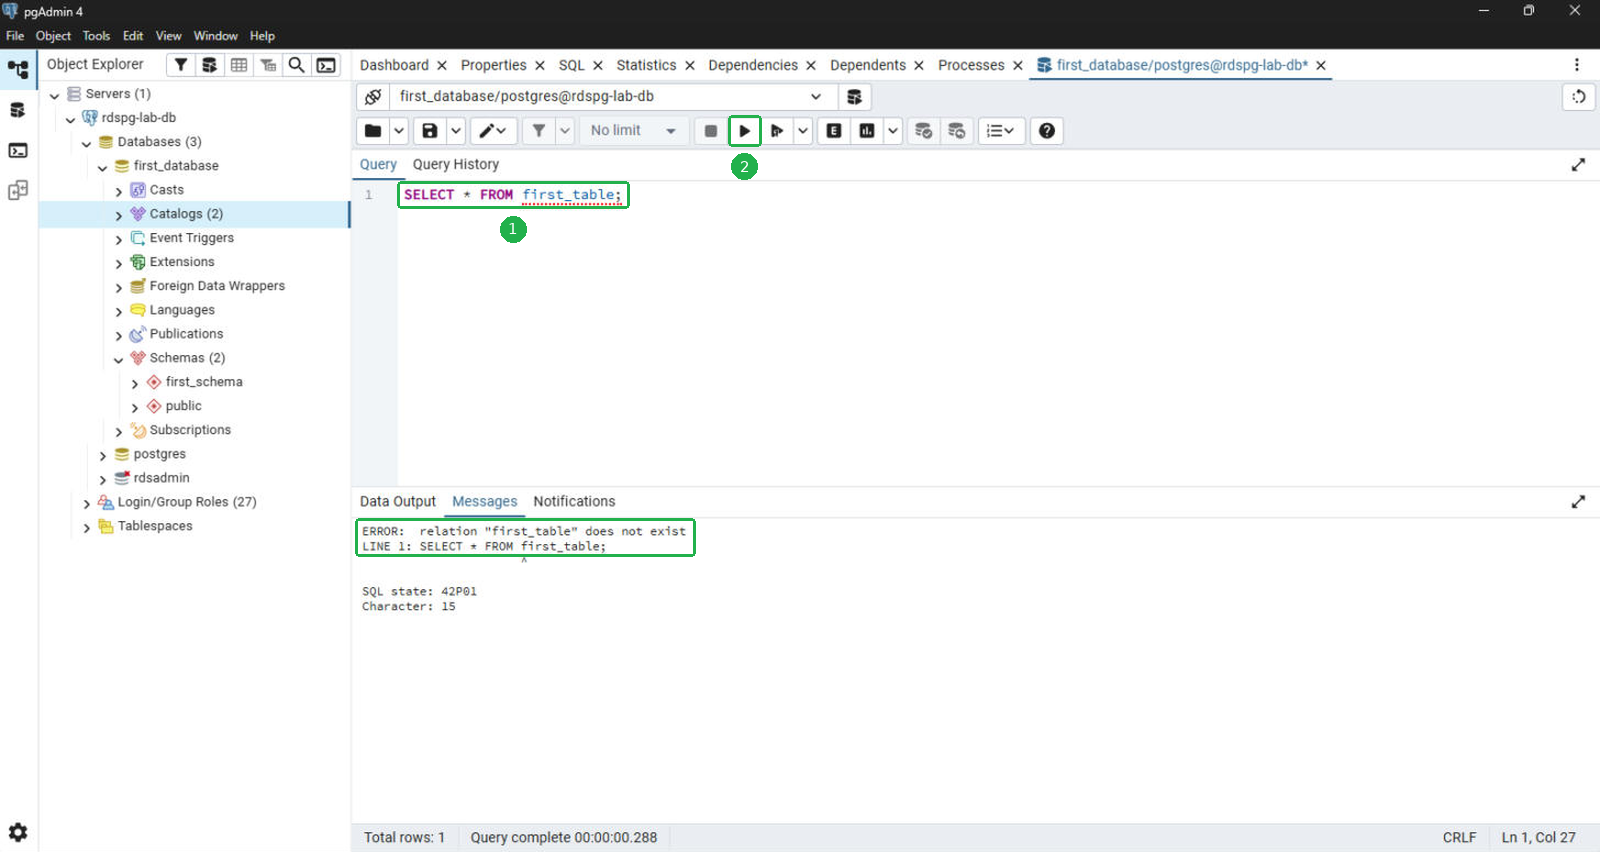 pgAdmin 4
File Object Tools Edit View Window Help
Object Explorer
Dashboard Properties SQL Statistics Dependencies Dependents Processes first_database/postgres@rdspg-lab-db*
Servers (1)
rdspg-lab-db
Databases (3)
first_database
Casts
Catalogs (2)
Event Triggers
Extensions
Foreign Data Wrappers
Languages
Publications
Schemas (2)
first_schema
public
Subscriptions
postgres
rdsadmin
Login/Group Roles (27)
Tablespaces
first_database/postgres@rdspg-lab-db
No limit
E
2
Query Query History
1 SELECT * FROM first_table;
1
Data Output Messages Notifications
ERROR: relation "first_table" does not exist
LINE 1: SELECT * FROM first_table;
^
SQL state: 42P01
Character: 15
Total rows: 1 Query complete 00:00:00.288 CRLF Ln 1, Col 27